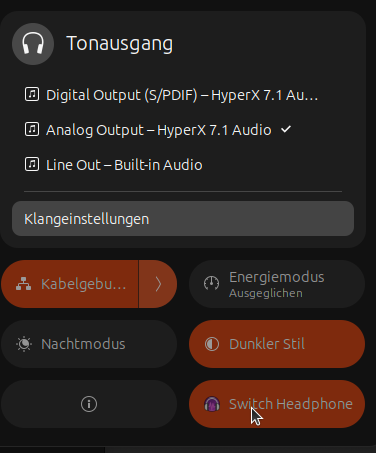 Tonausgang
Digital Output (S/PDIF) – HyperX 7.1 Au…
Analog Output – HyperX 7.1 Audio
Line Out – Built-in Audio
Klangeinstellungen
Kabelgebu…
Energiemodus
Ausgeglichen
Nachtmodus
Dunkler Stil
Switch Headphone